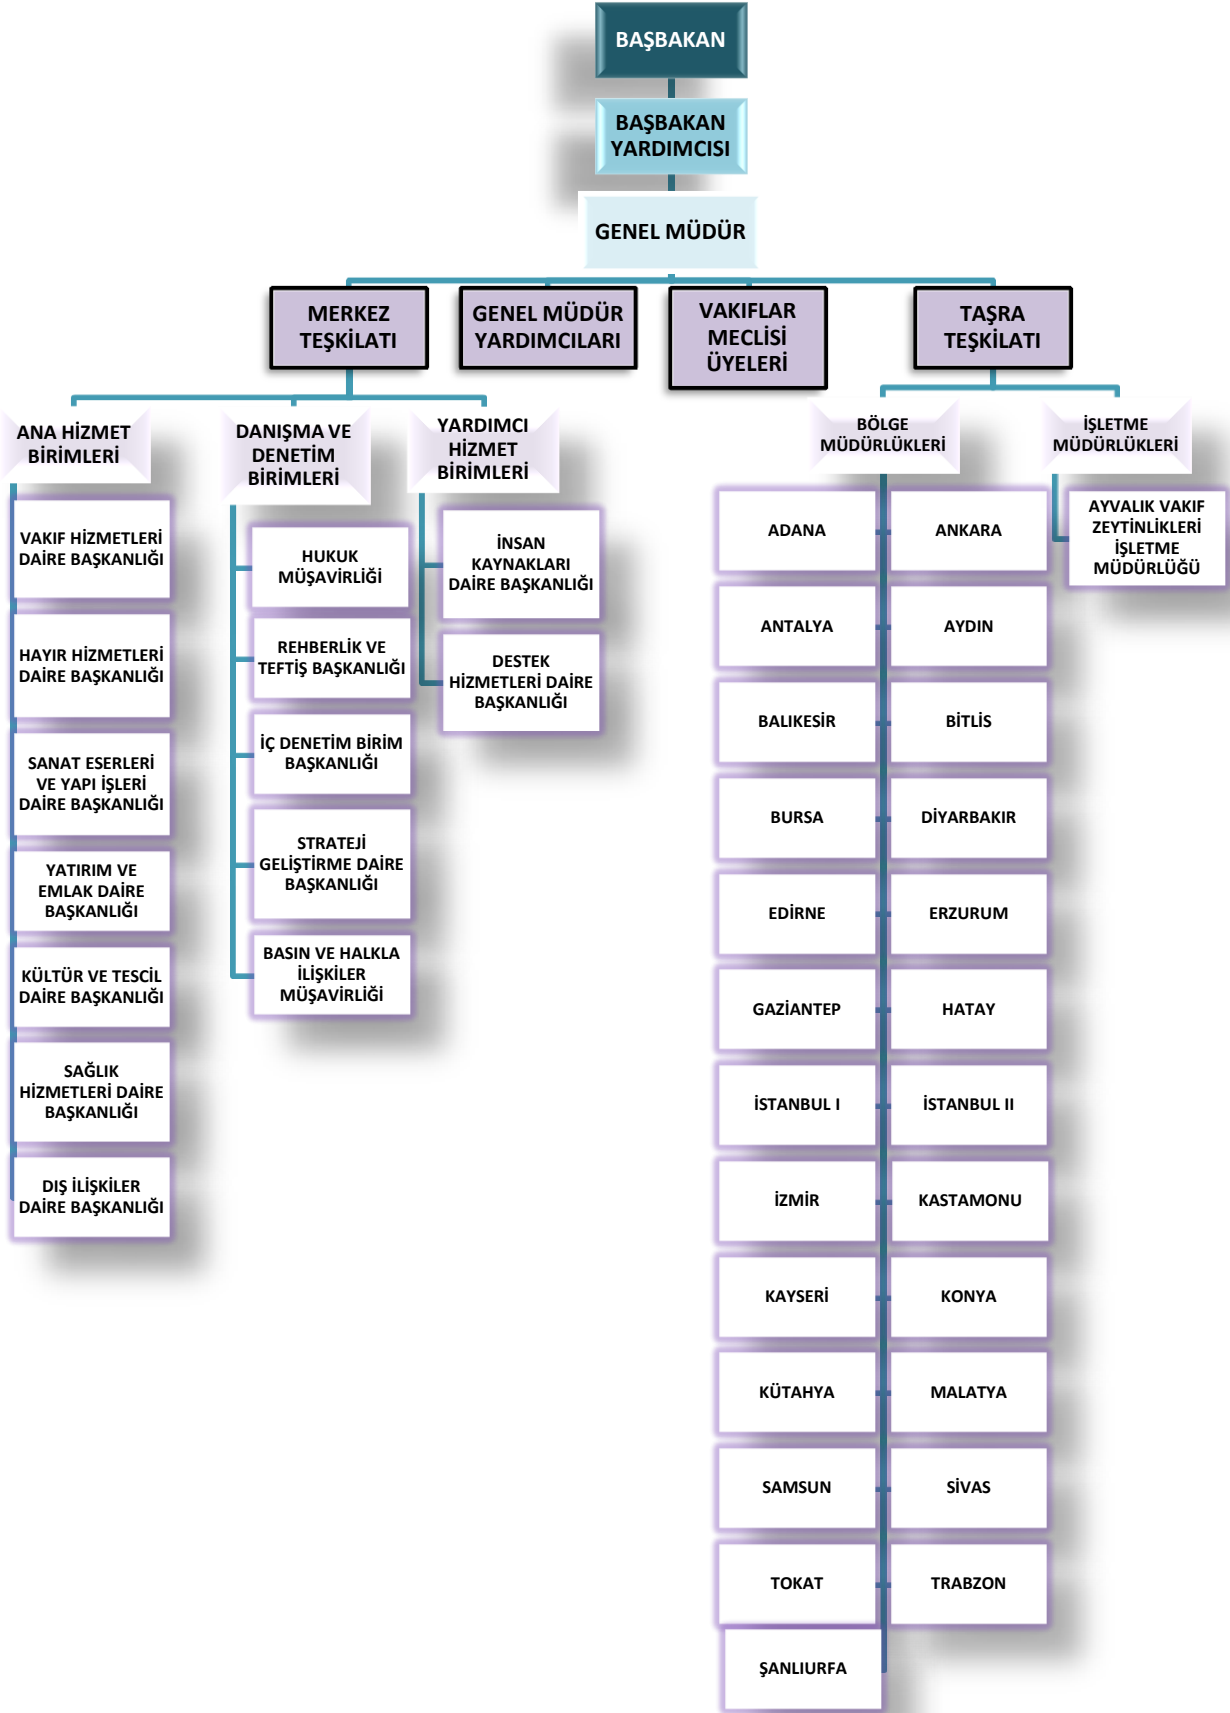 BAŞBAKAN
BAŞBAKAN
YARDIMCISI
GENEL MÜDÜR
MERKEZ
TEŞKİLATI
GENEL MÜDÜR
YARDIMCILARI
VAKIFLAR
MECLİSİ
ÜYELERİ
TAŞRA
TEŞKİLATI
ANA HİZMET
BİRİMLERİ
VAKIF HİZMETLERİ
DAİRE BAŞKANLIĞI
HAYIR HİZMETLERİ
DAİRE BAŞKANLIĞI
SANAT ESERLERİ
VE YAPI İŞLERİ
DAİRE BAŞKANLIĞI
YATIRIM VE
EMLAK DAİRE
BAŞKANLIĞI
KÜLTÜR VE TESCİL
DAİRE BAŞKANLIĞI
SAĞLIK
HİZMETLERİ DAİRE
BAŞKANLIĞI
DIŞ İLİŞKİLER
DAİRE BAŞKANLIĞI
DANIŞMA VE
DENETİM
BİRİMLERİ
HUKUK
MÜŞAVİRLİĞİ
REHBERLİK VE
TEFTİŞ BAŞKANLIĞI
İÇ DENETİM BİRİM
BAŞKANLIĞI
STRATEJİ
GELİŞTİRME DAİRE
BAŞKANLIĞI
BASIN VE HALKLA
İLİŞKİLER
MÜŞAVİRLİĞİ
YARDIMCI
HİZMET
BİRİMLERİ
İNSAN
KAYNAKLARI
DAİRE BAŞKANLIĞI
DESTEK
HİZMETLERİ DAİRE
BAŞKANLIĞI
BÖLGE
MÜDÜRLÜKLERİ
ADANA
ANKARA
ANTALYA
AYDIN
BALIKESİR
BİTLİS
BURSA
DİYARBAKIR
EDİRNE
ERZURUM
GAZİANTEP
HATAY
İSTANBUL I
İSTANBUL II
İZMİR
KASTAMONU
KAYSERİ
KONYA
KÜTAHYA
MALATYA
SAMSUN
SİVAS
TOKAT
TRABZON
ŞANLIURFA
İŞLETME
MÜDÜRLÜKLERİ
AYVALIK VAKIF
ZEYTİNLİKLERİ
İŞLETME
MÜDÜRLÜĞÜ